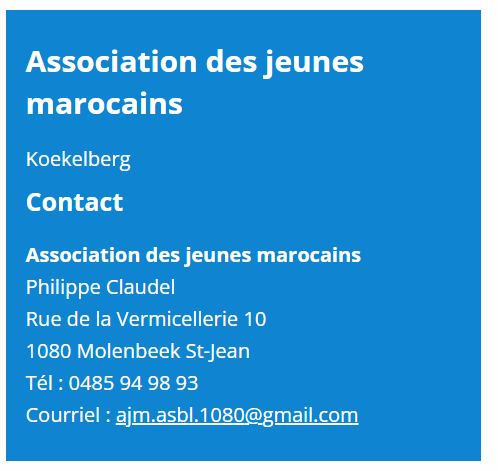 Association des jeunes
marocains
Koekelberg
Contact
Association des jeunes marocains
Philippe Claudel
Rue de la Vermicellerie 10
1080 Molenbeek St-Jean
Tél : 0485 94 98 93
Courriel : ajm.asbl.1080@gmail.com